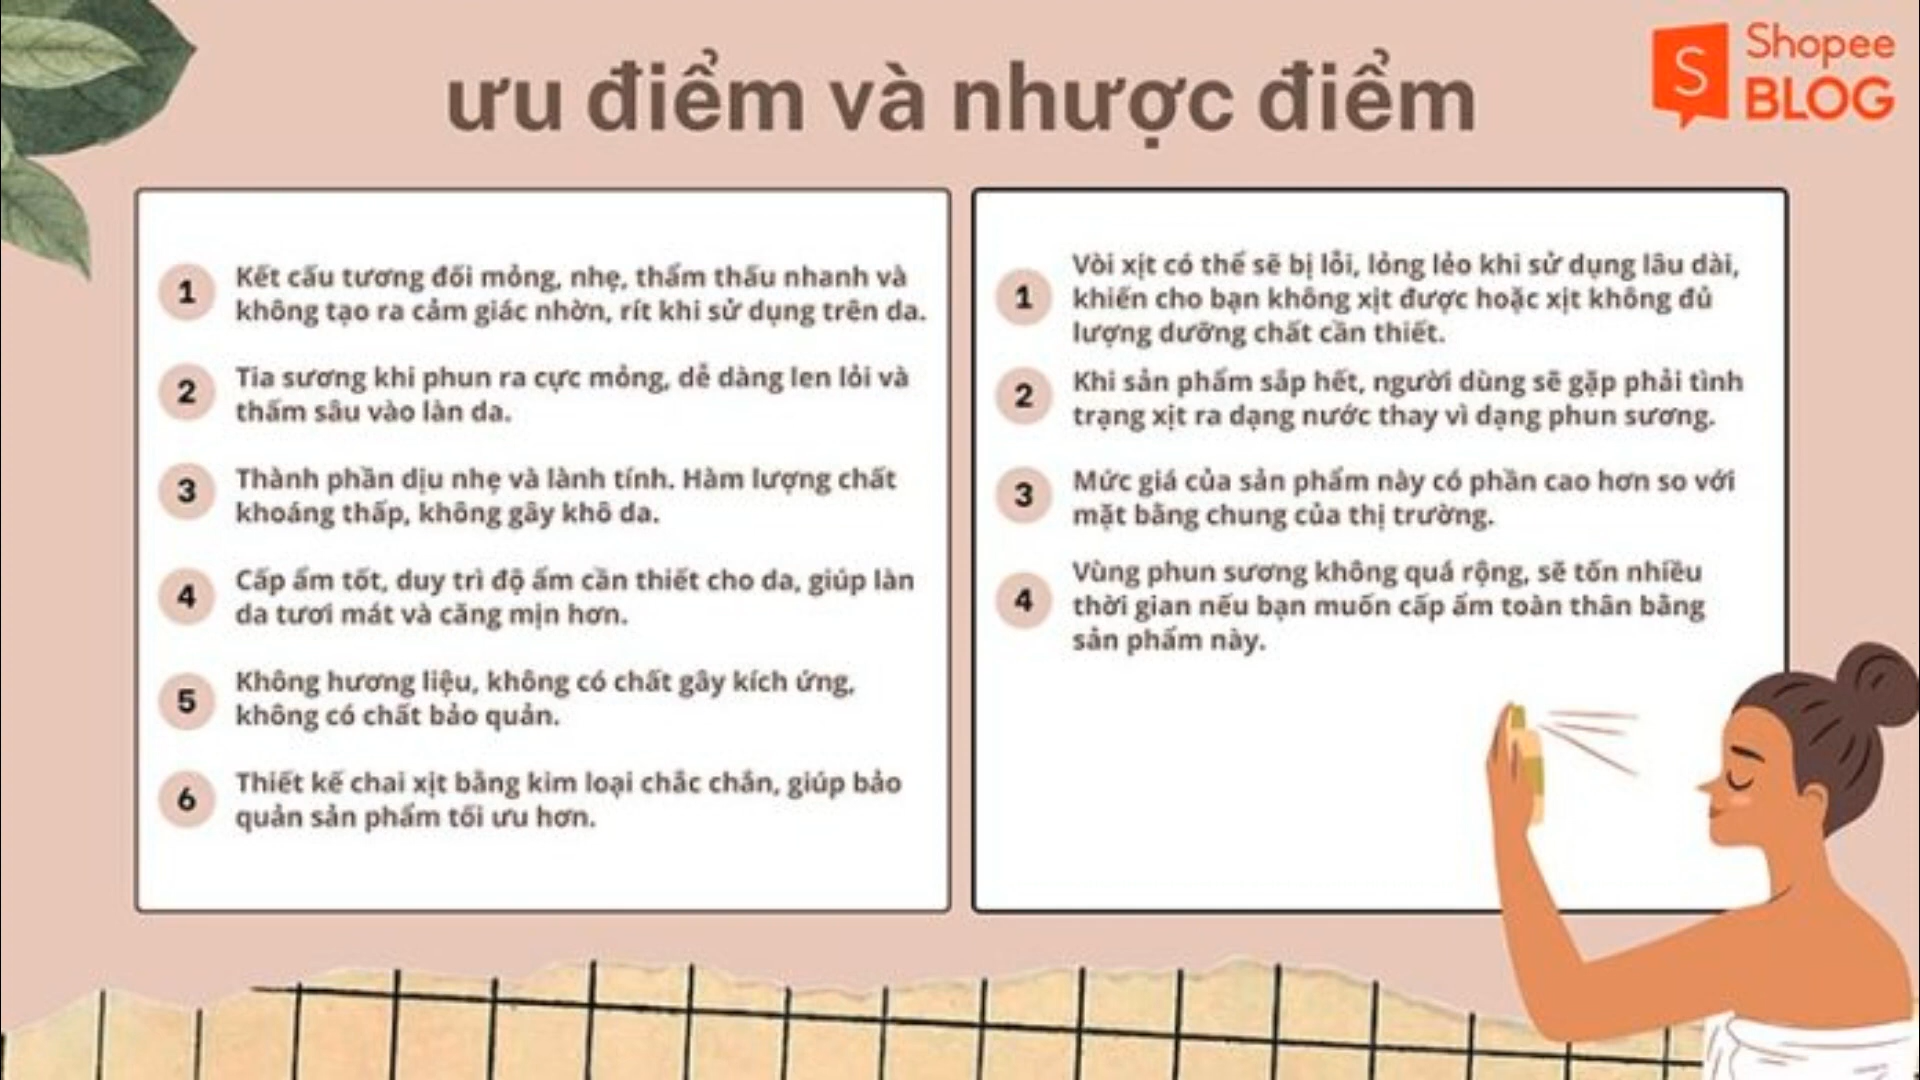 ưu điểm và nhược điểm
S
Shopee
BLOG
1
Kết cấu tương đối mỏng, nhẹ, thẩm thấu nhanh và
không tạo ra cảm giác nhờn, rít khi sử dụng trên da.
2
Tia sương khi phun ra cực mỏng, dễ dàng len lỏi và
thấm sâu vào làn da.
3
Thành phần dịu nhẹ và lành tính. Hàm lượng chất
khoáng thấp, không gây khô da.
4
Cấp ẩm tốt, duy trì độ ẩm cần thiết cho da, giúp làn
da tươi mát và căng mịn hơn.
5
Không hương liệu, không có chất gây kích ứng,
không có chất bảo quản.
6
Thiết kế chai xịt bằng kim loại chắc chắn, giúp bảo
quản sản phẩm tối ưu hơn.
1
Vòi xịt có thể sẽ bị lỗi, lỏng lẻo khi sử dụng lâu dài,
khiến cho bạn không xịt được hoặc xịt không đủ
lượng dưỡng chất cần thiết.
2
Khi sản phẩm sắp hết, người dùng sẽ gặp phải tình
trạng xịt ra dạng nước thay vì dạng phun sương.
3
Mức giá của sản phẩm này có phần cao hơn so với
mặt bằng chung của thị trường.
4
Vùng phun sương không quá rộng, sẽ tốn nhiều
thời gian nếu bạn muốn cấp ẩm toàn thân bằng
sản phẩm này.